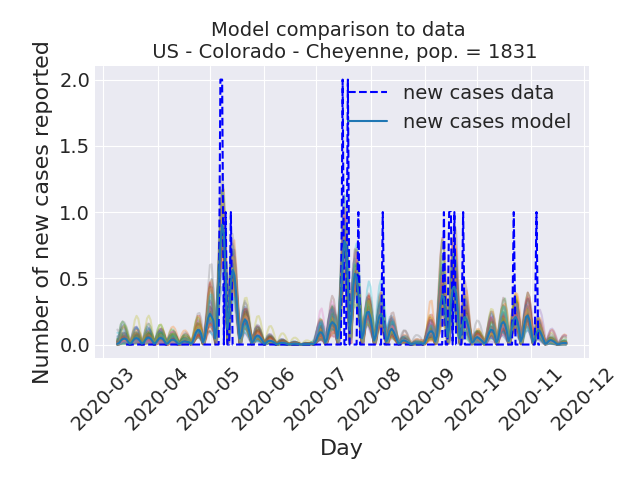 Model comparison to data
US - Colorado - Cheyenne, pop. = 1831
new cases data
new cases model
Number of new cases reported
2.0
1.5
1.0
0.5
0.0
2020-03
2020-04
2020-05
2020-06
2020-07
2020-08
2020-09
2020-10
2020-11
2020-12
Day